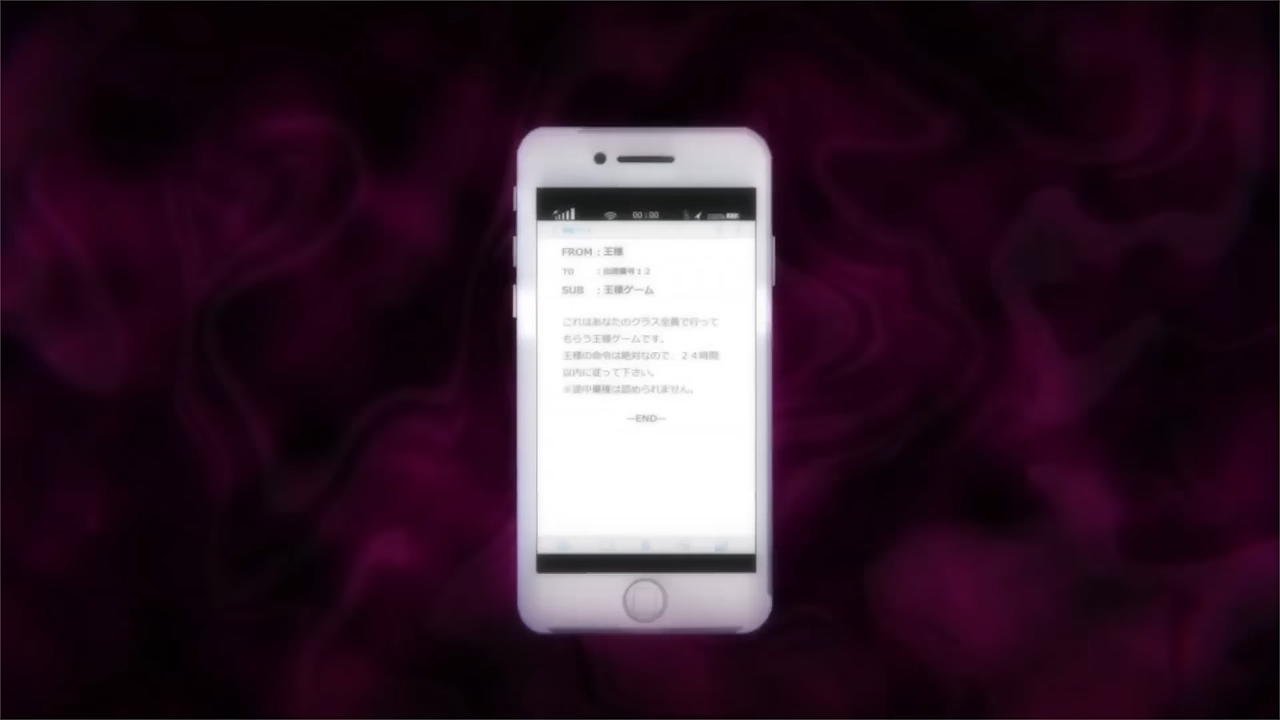 00:00
FROM：王様
TO ：出席番号１２
SUB ：王様ゲーム
これはあなたのクラス全員で行って
もらう王様ゲームです。
王様の命令は絶対なので、２４時間
以内に従って下さい。
※途中棄権は認められません。
—END—